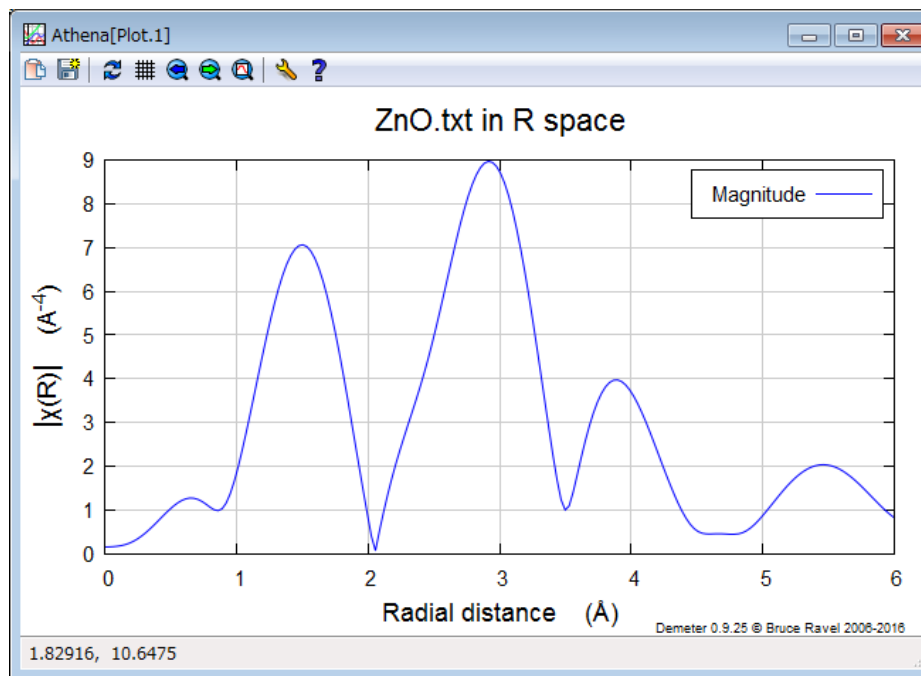 Athena[Plot.1]
ZnO.txt in R space
Magnitude
9
8
7
6
5
4
3
2
1
0
|χ(R)| (A⁻⁴)
0 1 2 3 4 5 6
Radial distance (Å)
Demeter 0.9.25 © Bruce Ravel 2006-2016
1.82916, 10.6475